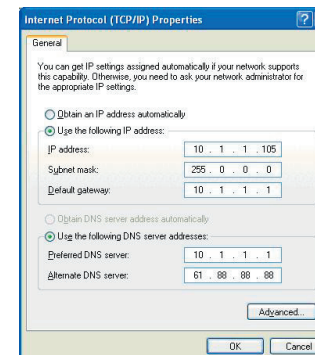 Internet Protocol (TCP/IP) Properties
?
General
You can get IP settings assigned automatically if your network supports
this capability. Otherwise, you need to ask your network administrator for
the appropriate IP settings.
Obtain an IP address automatically
Use the following IP address:
IP address: 10 . 1 . 1 . 105
Subnet mask: 255 . 0 . 0 . 0
Default gateway: 10 . 1 . 1 . 1
Obtain DNS server address automatically
Use the following DNS server addresses:
Preferred DNS server: 10 . 1 . 1 . 1
Alternate DNS server: 61 . 88 . 88 . 88
Advanced...
OK Cancel